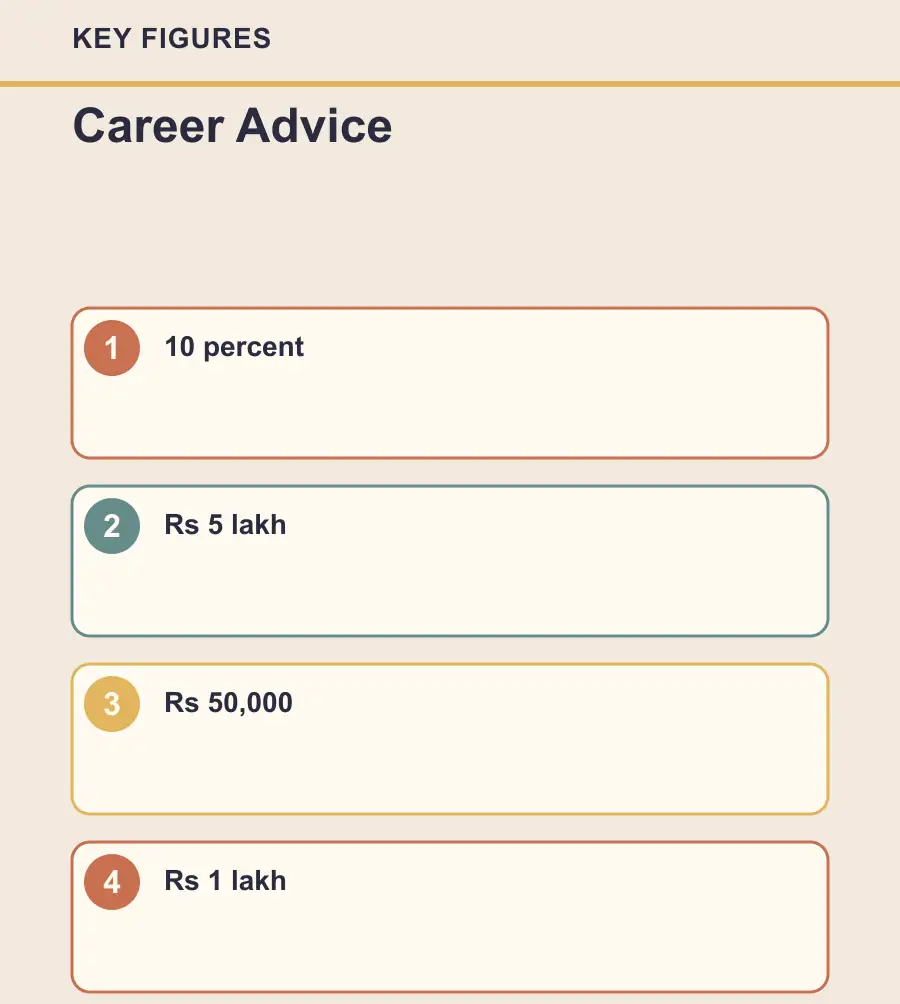 KEY FIGURES
Career Advice
1 10 percent
2 Rs 5 lakh
3 Rs 50,000
4 Rs 1 lakh